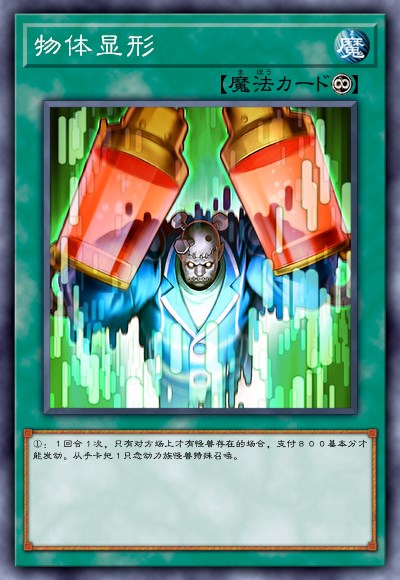 物体显形
魔
【魔法カード♾】
まほう
①：１回合１次，只有对方场上才有怪兽存在的场合，支付８００基本分才
能发动。从手卡把１只念动力族怪兽特殊召唤。